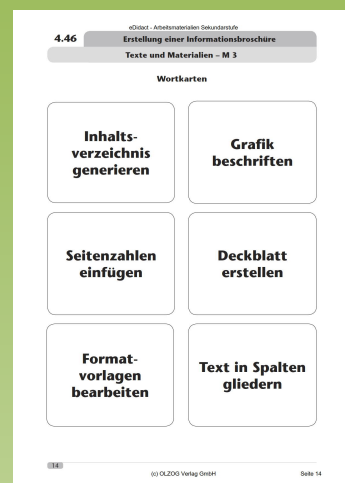 eDidact - Arbeitsmaterialien Sekundarstufe
4.46
Erstellung einer Informationsbroschüre
Texte und Materialien – M 3
Wortkarten
Inhalts-
verzeichnis
generieren
Grafik
beschriften
Seitenzahlen
einfügen
Deckblatt
erstellen
Format-
vorlagen
bearbeiten
Text in Spalten
gliedern
14
(c) OLZOG Verlag GmbH
Seite 14